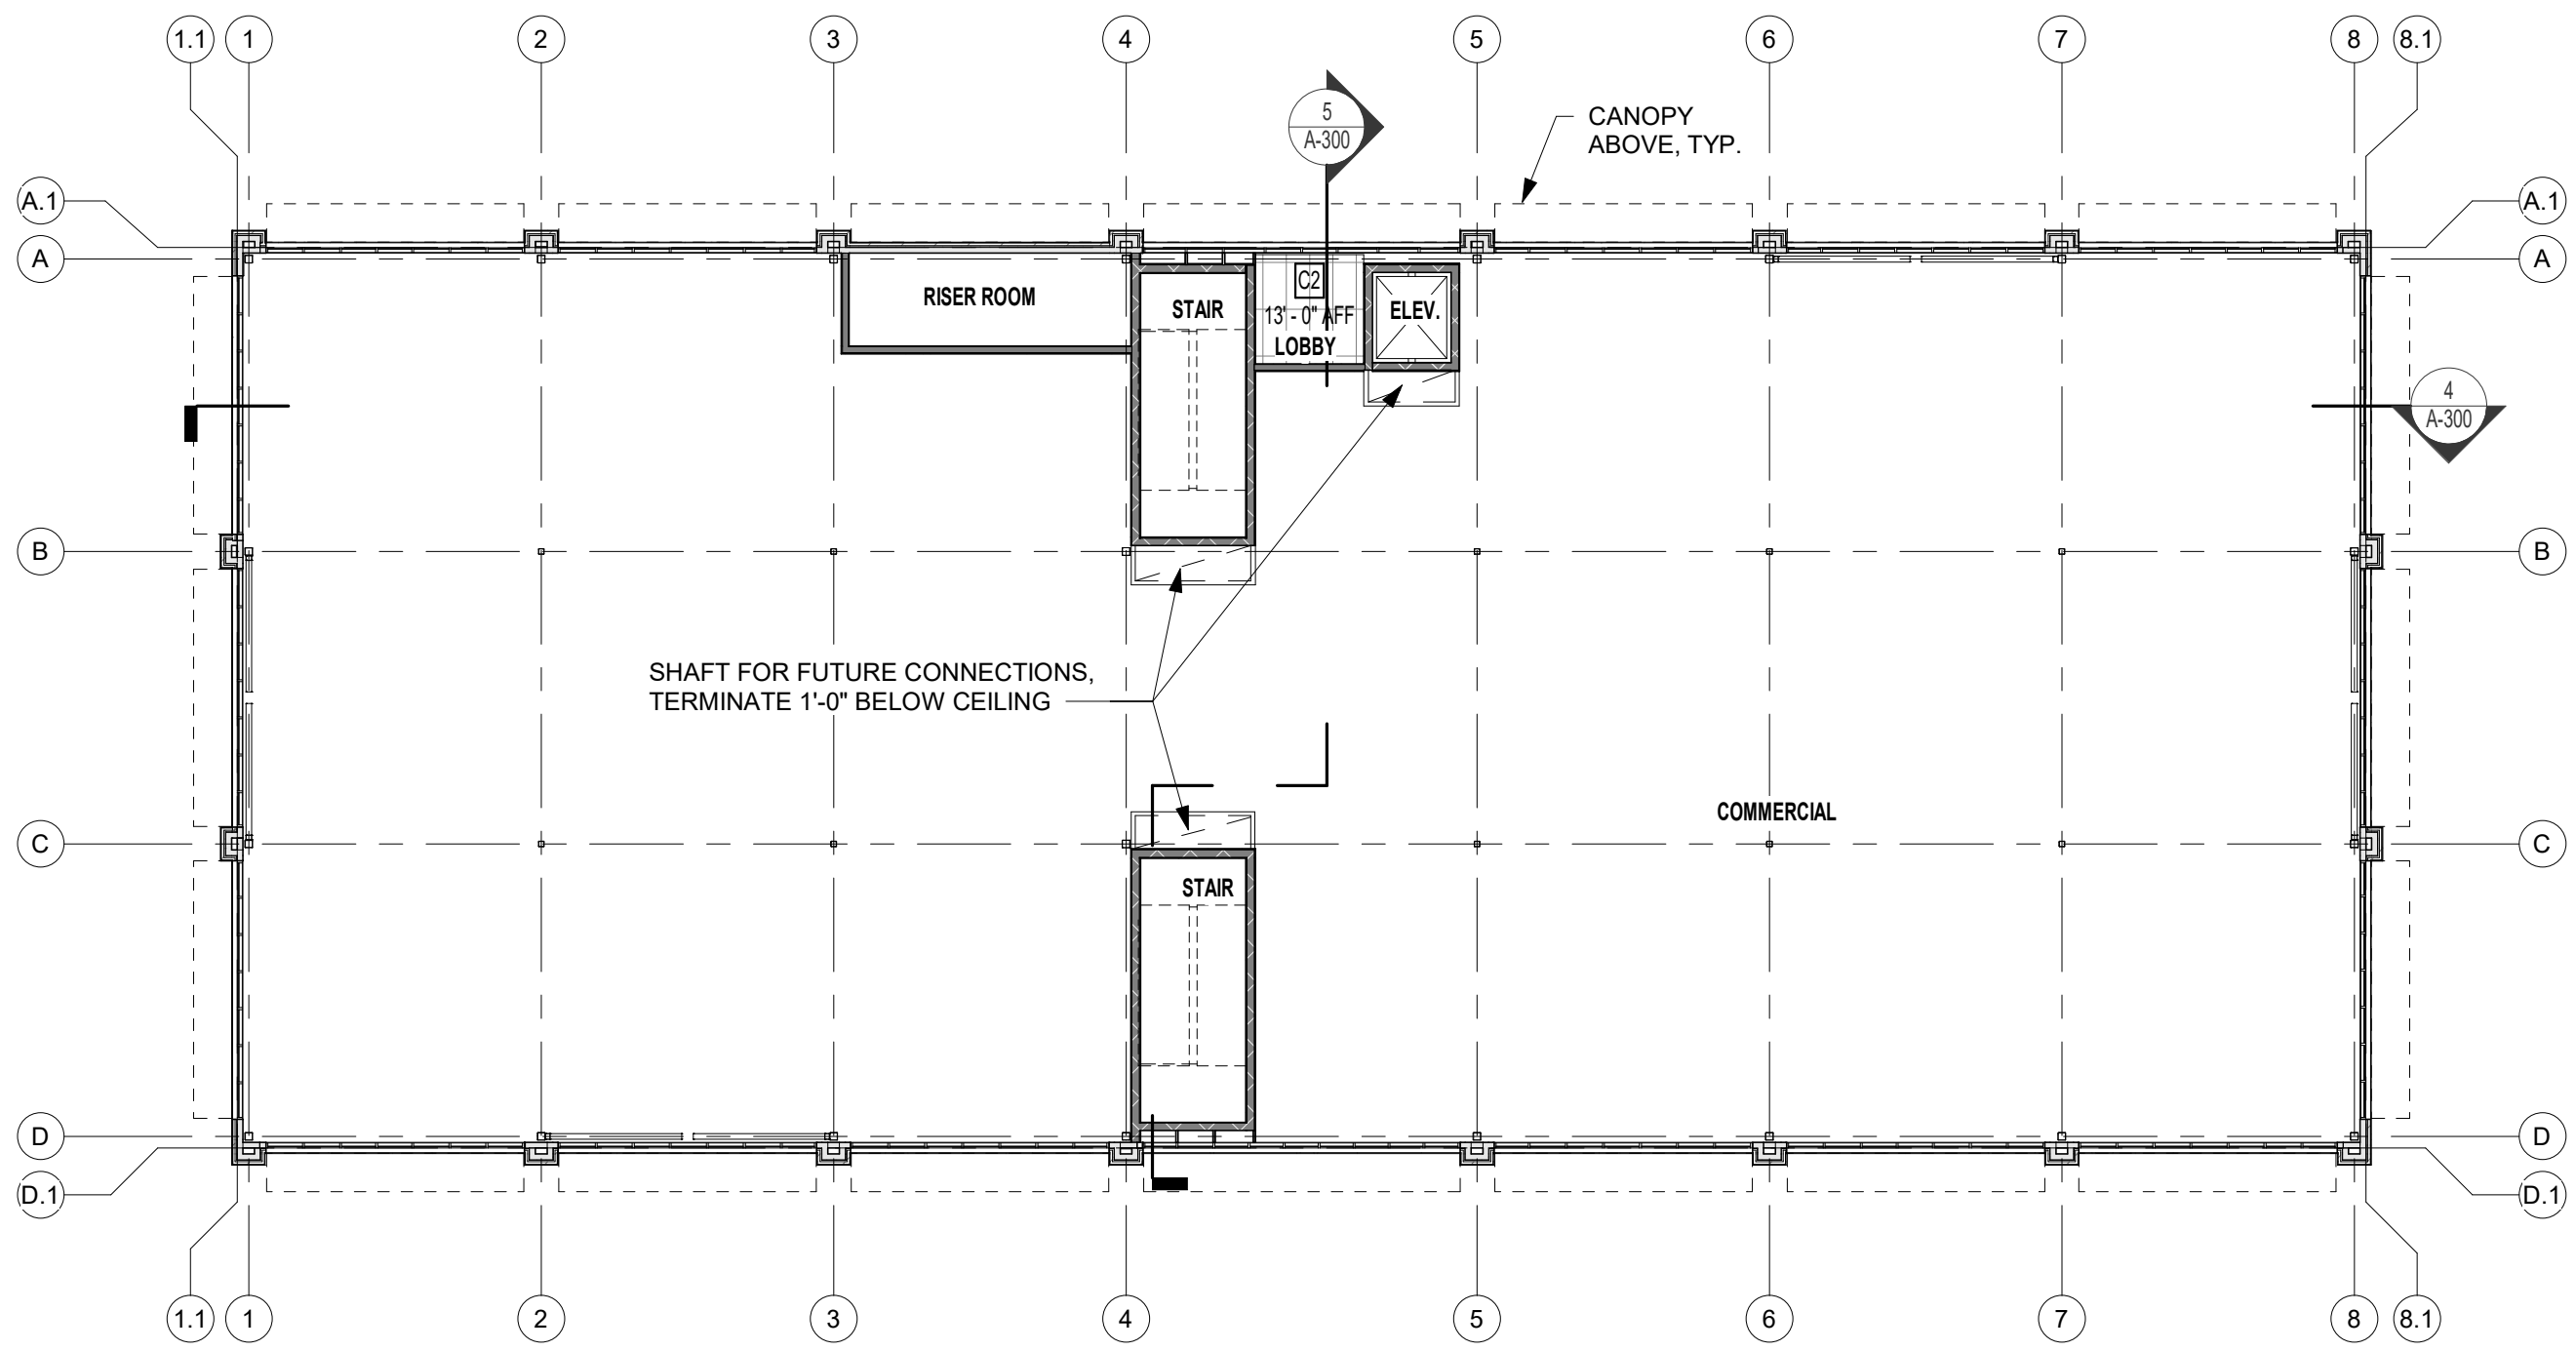 1.1 1 2 3 4 5 6 7 8 8.1
5
A-300
CANOPY
ABOVE, TYP.
A.1 A.1
A A
RISER ROOM
STAIR
C2
13' - 0" AFF
LOBBY
ELEV.
4
A-300
B B
SHAFT FOR FUTURE CONNECTIONS,
TERMINATE 1'-0" BELOW CEILING
COMMERCIAL
C C
STAIR
D D
D.1 D.1
1.1 1 2 3 4 5 6 7 8 8.1